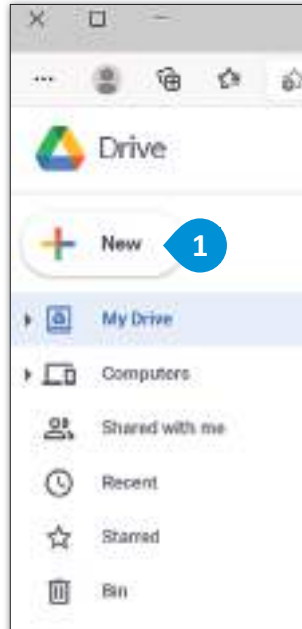 Drive
New 1
My Drive
Computers
Shared with me
Recent
Starred
Bin